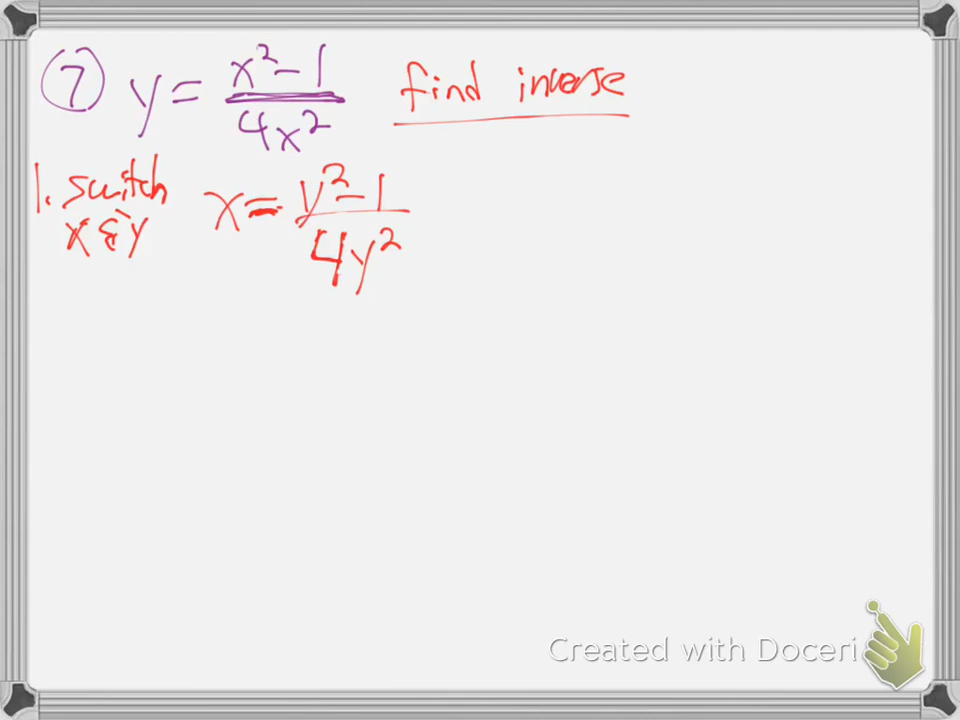 ⑦ y = (x² - 1)/(4x²) find inverse
1. switch x = (y² - 1)/(4y²)
x & y
Created with Doceri